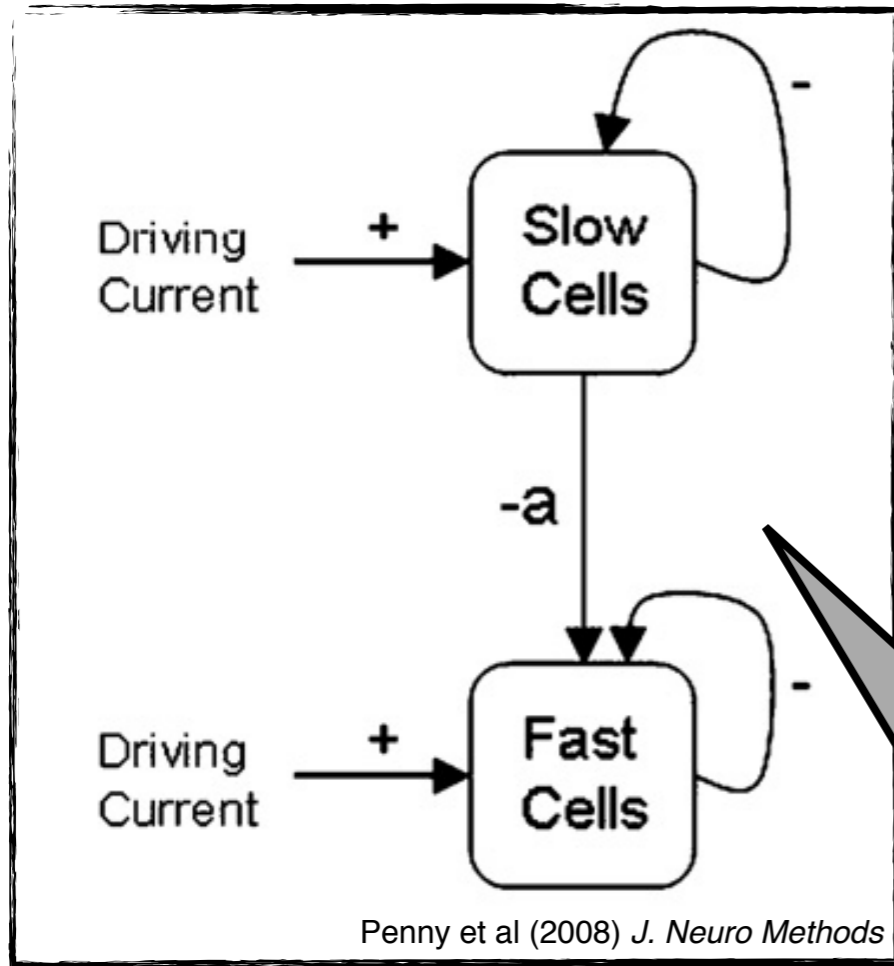 -
Driving
Current
+
Slow
Cells
-a
Driving
Current
+
Fast
Cells
-
Penny et al (2008) J. Neuro Methods